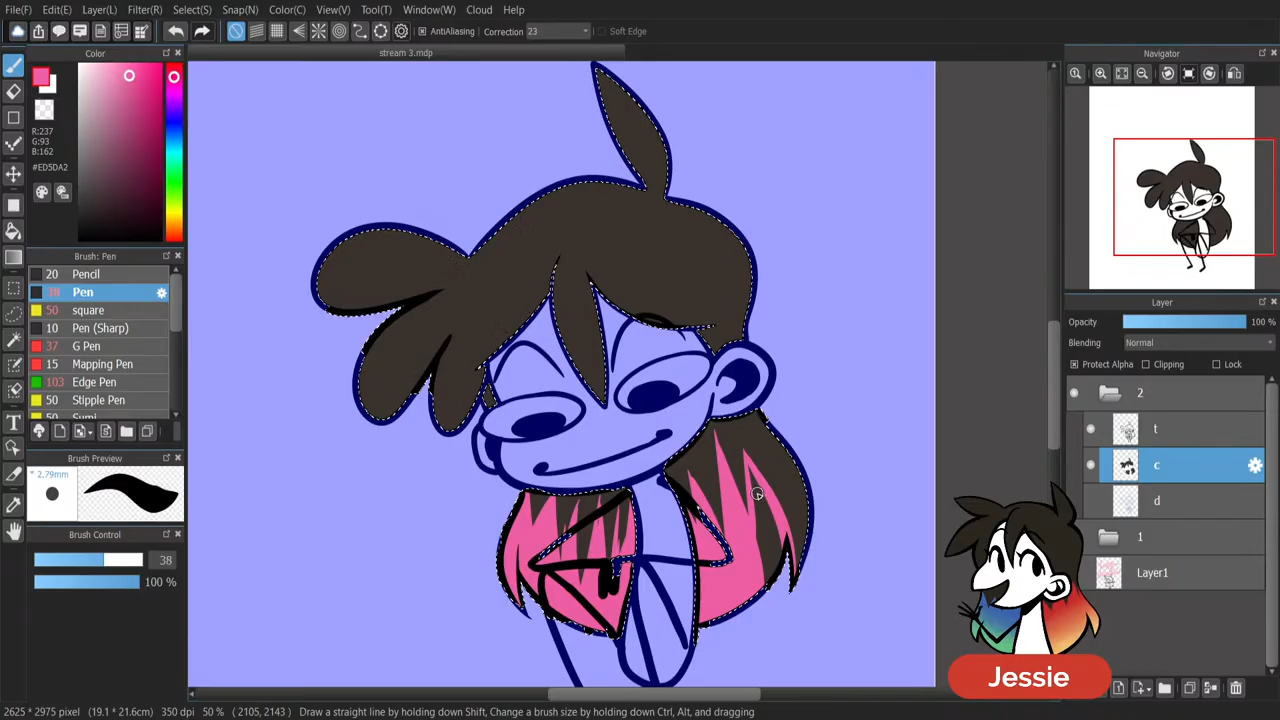 File(F) Edit(E) Layer(L) Filter(R) Select(S) Snap(N) Color(C) View(V) Tool(T) Window(W) Cloud Help
AntiAliasing Correction 23 Soft Edge
stream 3.mdp
Color
R:237
G:93
B:162
#ED5DA2
Brush: Pen
20 Pencil
38 Pen
50 square
10 Pen (Sharp)
37 G Pen
15 Mapping Pen
103 Edge Pen
50 Stipple Pen
50 Sumi
Brush Preview
* 2.79mm
Brush Control
38
100 %
Navigator
Layer
Opacity 100 %
Blending Normal
Protect Alpha Clipping Lock
2
t
c
d
1
Layer1
Jessie
2625 * 2975 pixel (19.1 * 21.6cm) 350 dpi 50 % ( 2105, 2143 ) Draw a straight line by holding down Shift, Change a brush size by holding down Ctrl, Alt, and dragging